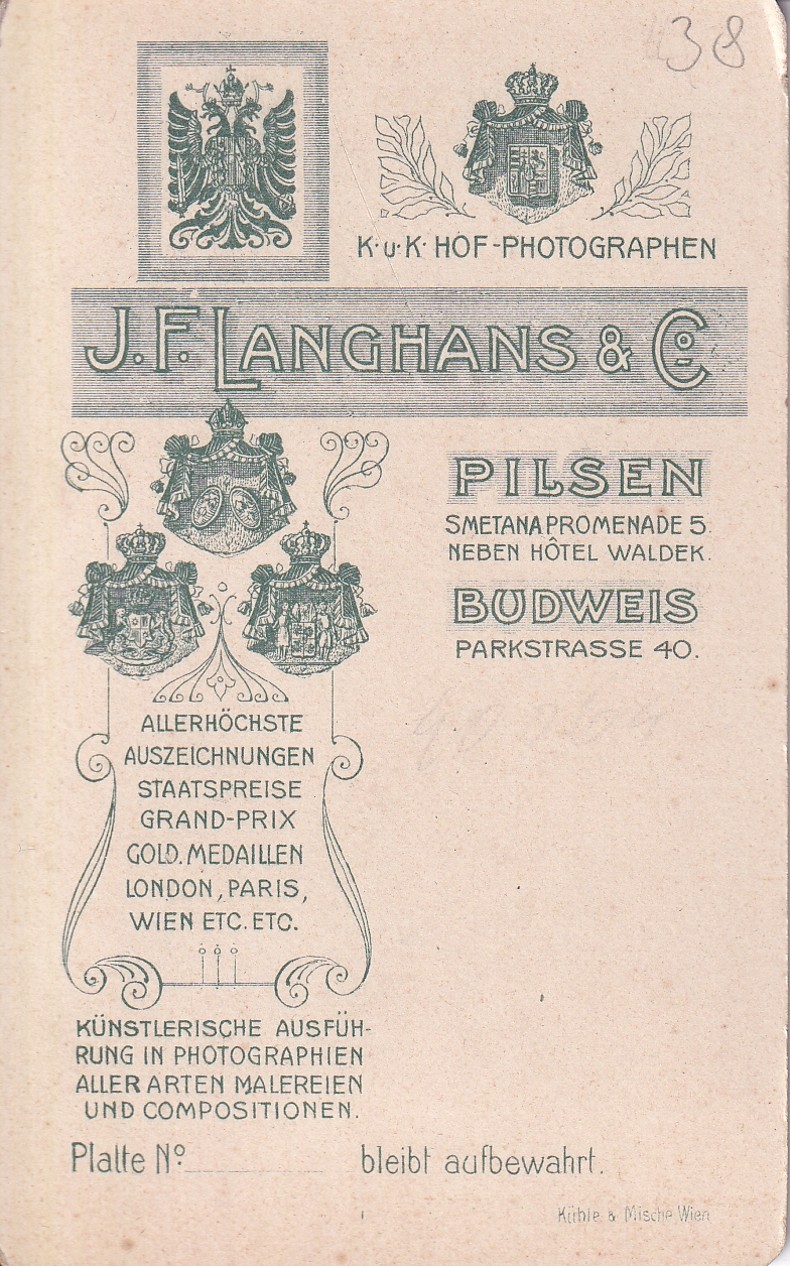 38
K. u. K. HOF-PHOTOGRAPHEN
J. F. LANGHANS & Co
PILSEN
SMETANAPROMENADE 5.
NEBEN HÔTEL WALDEK.
BUDWEIS
PARKSTRASSE 40.
ALLERHÖCHSTE
AUSZEICHNUNGEN
STAATSPREISE
GRAND-PRIX
GOLD. MEDAILLEN
LONDON, PARIS,
WIEN ETC. ETC.
KÜNSTLERISCHE AUSFÜH-
RUNG IN PHOTOGRAPHIEN
ALLER ARTEN MALEREIEN
UND COMPOSITIONEN.
Platte No bleibt aufbewahrt.
Kühle & Mische Wien